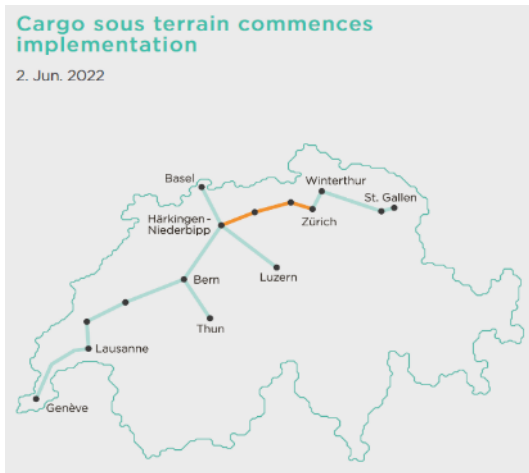 Cargo sous terrain commences
implementation
2. Jun. 2022
Basel
Winterthur
St. Gallen
Härkingen-
Niederbipp
Zürich
Luzern
Bern
Thun
Lausanne
Genève